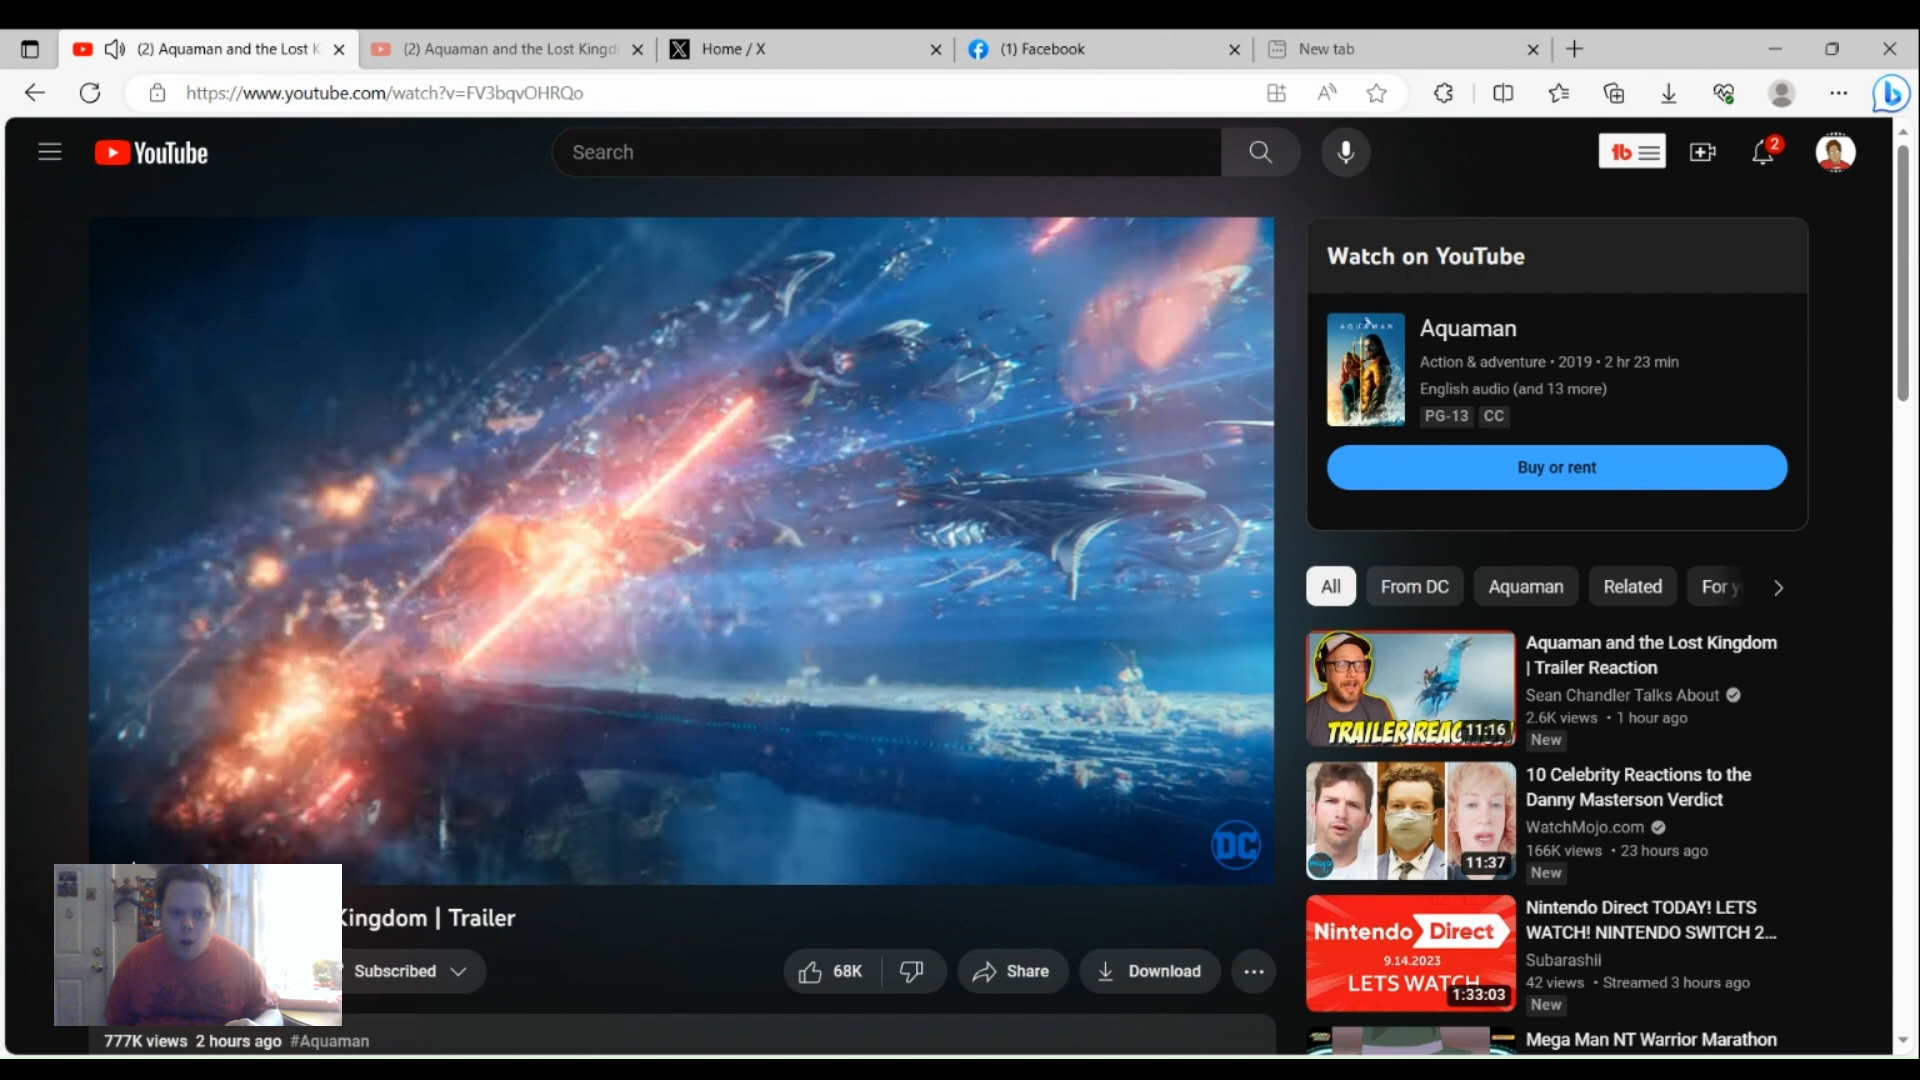 (2) Aquaman and the Lost K
(2) Aquaman and the Lost Kingd
Home / X
(1) Facebook
New tab
https://www.youtube.com/watch?v=FV3bqvOHRQo
YouTube
Search
2
Watch on YouTube
AQUAMAN
Aquaman
Action & adventure • 2019 • 2 hr 23 min
English audio (and 13 more)
PG-13 CC
Buy or rent
All From DC Aquaman Related For y
DC
Kingdom | Trailer
Subscribed
68K
Share
Download
777K views 2 hours ago #Aquaman
TRAILER REAC
11:16
Aquaman and the Lost Kingdom
| Trailer Reaction
Sean Chandler Talks About
2.6K views • 1 hour ago
New
mojo
11:37
10 Celebrity Reactions to the
Danny Masterson Verdict
WatchMojo.com
166K views • 23 hours ago
New
Nintendo Direct
9.14.2023
LETS WATCH
1:33:03
Nintendo Direct TODAY! LETS
WATCH! NINTENDO SWITCH 2...
Subarashii
42 views • Streamed 3 hours ago
New
Mega Man NT Warrior Marathon